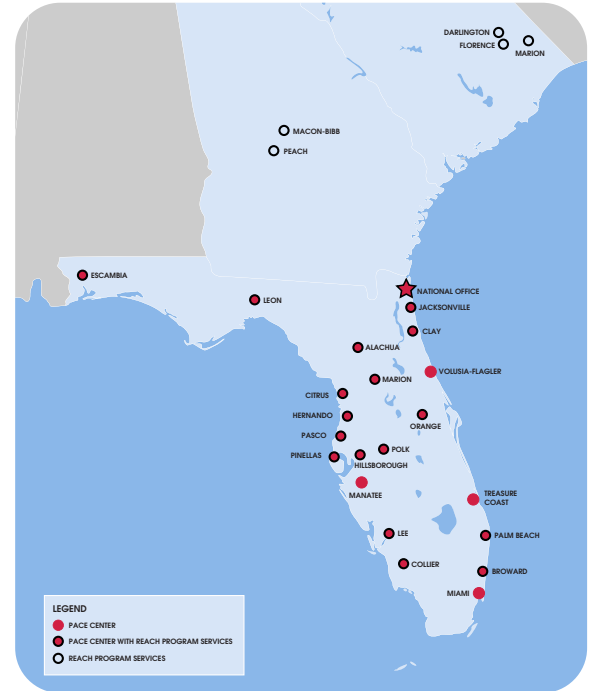 DARLINGTON
FLORENCE
MARION
MACON-BIBB
PEACH
ESCAMBIA
LEON
NATIONAL OFFICE
JACKSONVILLE
CLAY
ALACHUA
VOLUSIA-FLAGLER
MARION
CITRUS
HERNANDO
ORANGE
PASCO
POLK
PINELLAS
HILLSBOROUGH
MANATEE
TREASURE
COAST
LEE
PALM BEACH
COLLIER
BROWARD
MIAMI
LEGEND
PACE CENTER
PACE CENTER WITH REACH PROGRAM SERVICES
REACH PROGRAM SERVICES